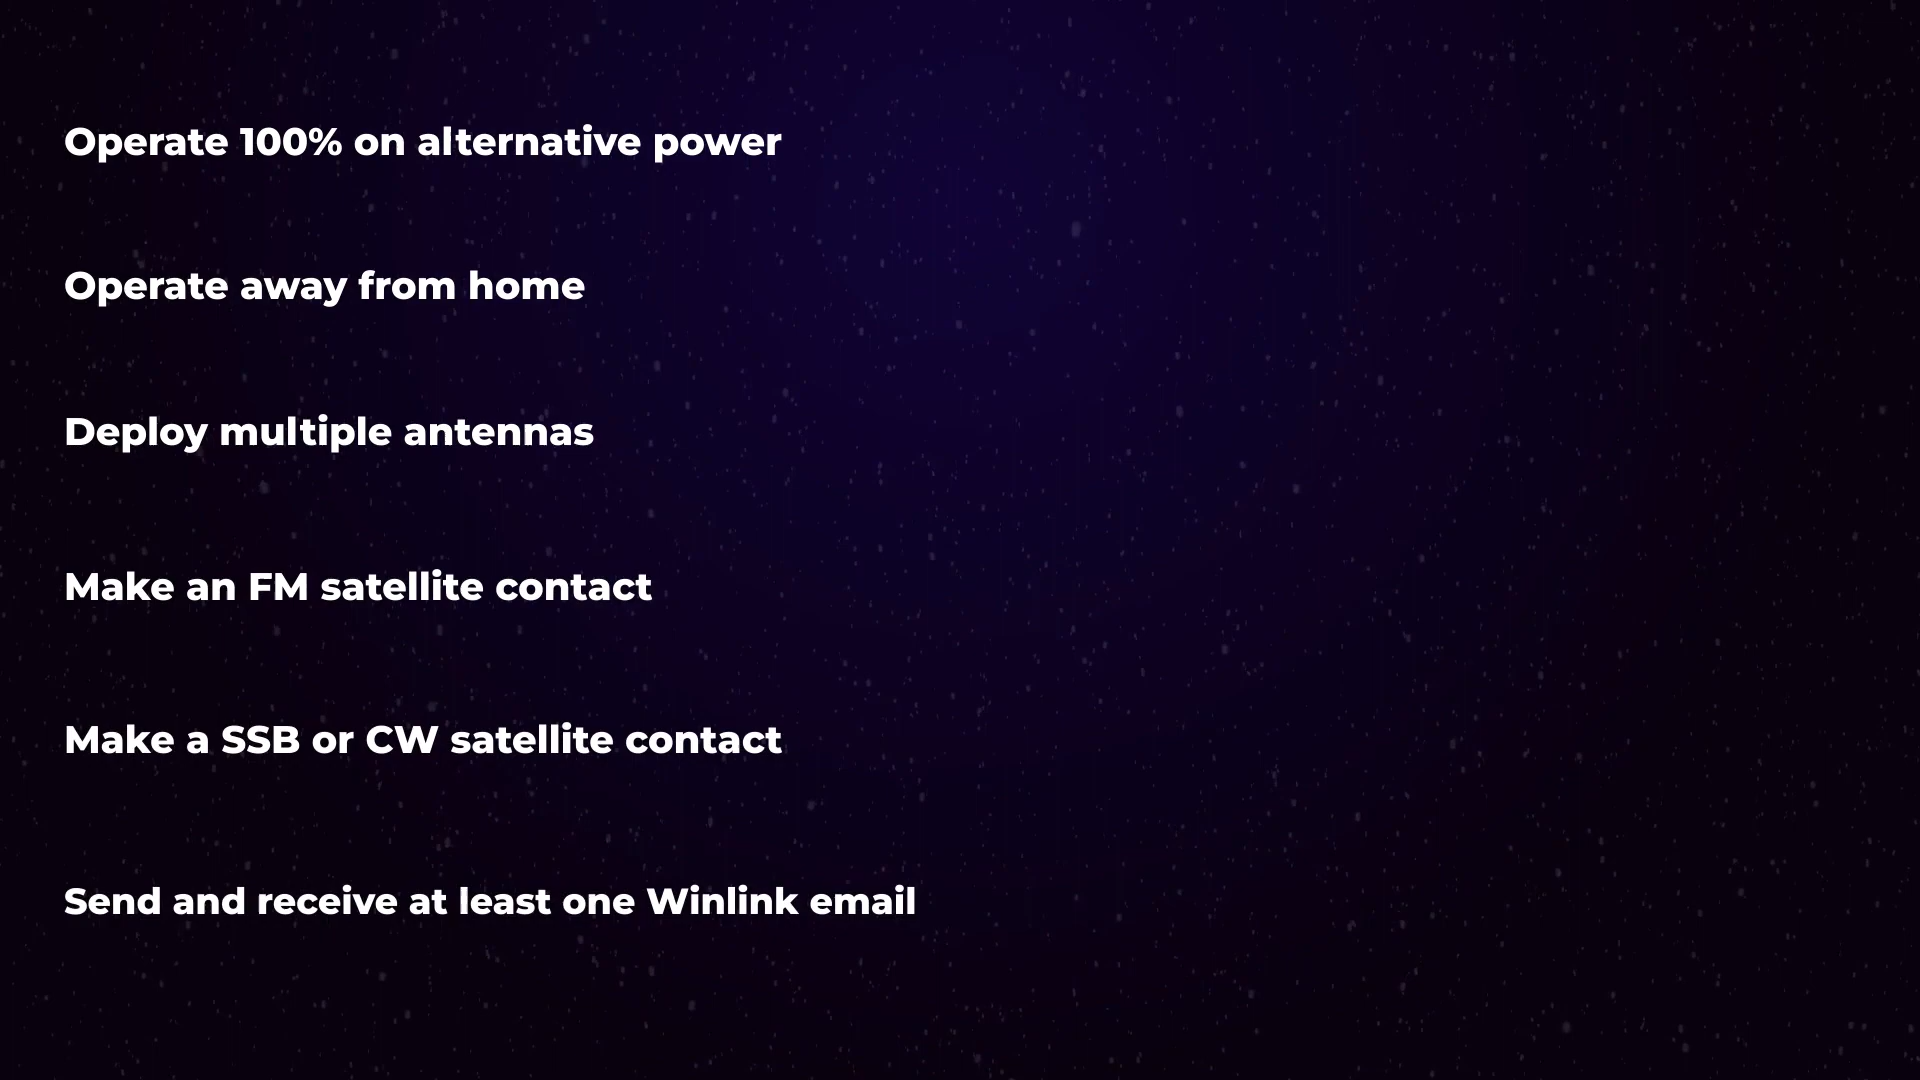 Operate 100% on alternative power
Operate away from home
Deploy multiple antennas
Make an FM satellite contact
Make a SSB or CW satellite contact
Send and receive at least one Winlink email